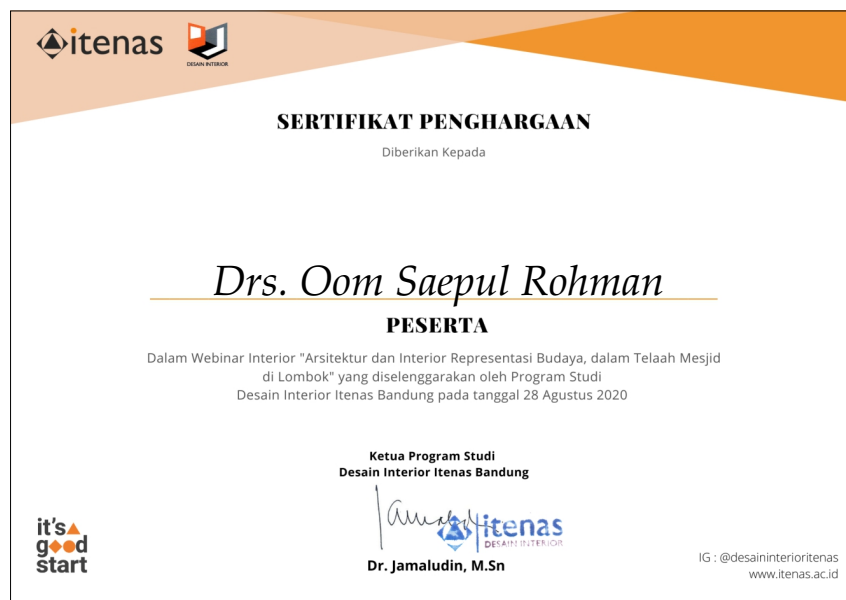 itenas
DESAIN INTERIOR
SERTIFIKAT PENGHARGAAN
Diberikan Kepada
Drs. Oom Saepul Rohman
PESERTA
Dalam Webinar Interior "Arsitektur dan Interior Representasi Budaya, dalam Telaah Mesjid
di Lombok" yang diselenggarakan oleh Program Studi
Desain Interior Itenas Bandung pada tanggal 28 Agustus 2020
Ketua Program Studi
Desain Interior Itenas Bandung
itenas
DESAIN INTERIOR
Dr. Jamaludin, M.Sn
it's
good
start
IG : @desaininterioritenas
www.itenas.ac.id